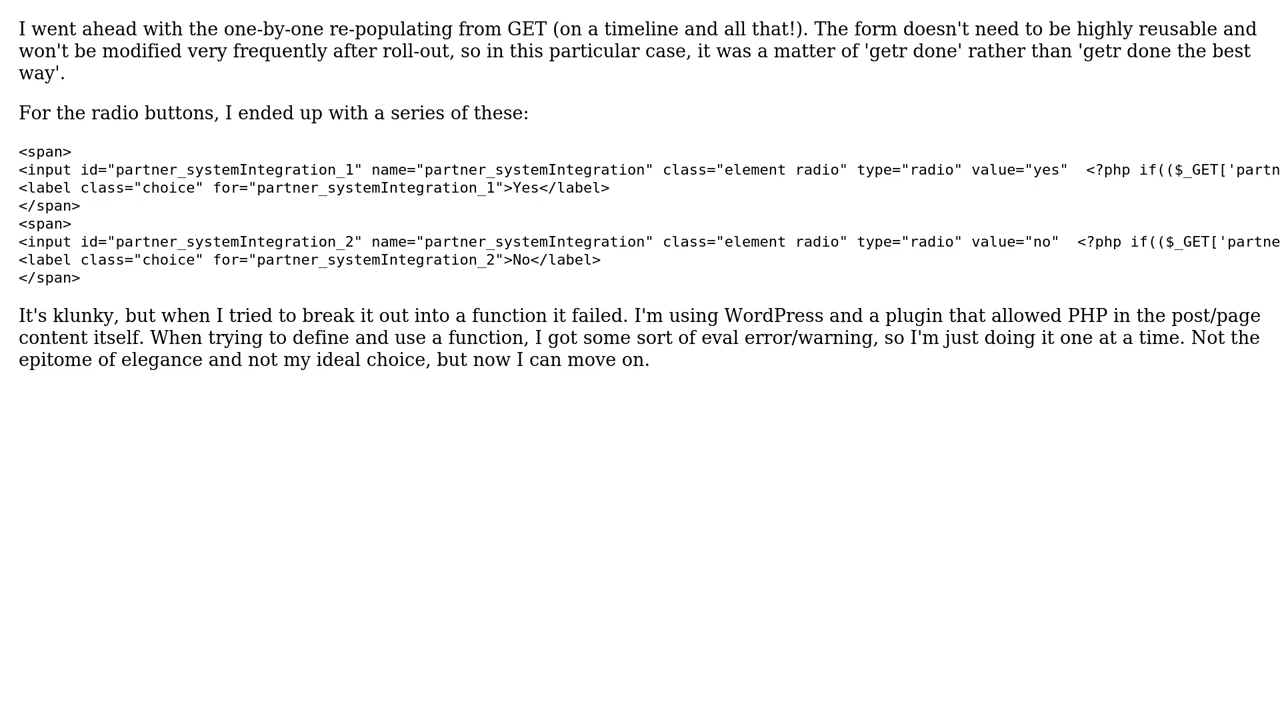 I went ahead with the one-by-one re-populating from GET (on a timeline and all that!). The form doesn't need to be highly reusable and
won't be modified very frequently after roll-out, so in this particular case, it was a matter of 'getr done' rather than 'getr done the best
way'.
For the radio buttons, I ended up with a series of these:
<span>
<input id="partner_systemIntegration_1" name="partner_systemIntegration" class="element radio" type="radio" value="yes"  <?php if(($_GET['partn
<label class="choice" for="partner_systemIntegration_1">Yes</label>
</span>
<span>
<input id="partner_systemIntegration_2" name="partner_systemIntegration" class="element radio" type="radio" value="no"  <?php if(($_GET['partne
<label class="choice" for="partner_systemIntegration_2">No</label>
</span>
It's klunky, but when I tried to break it out into a function it failed. I'm using WordPress and a plugin that allowed PHP in the post/page
content itself. When trying to define and use a function, I got some sort of eval error/warning, so I'm just doing it one at a time. Not the
epitome of elegance and not my ideal choice, but now I can move on.